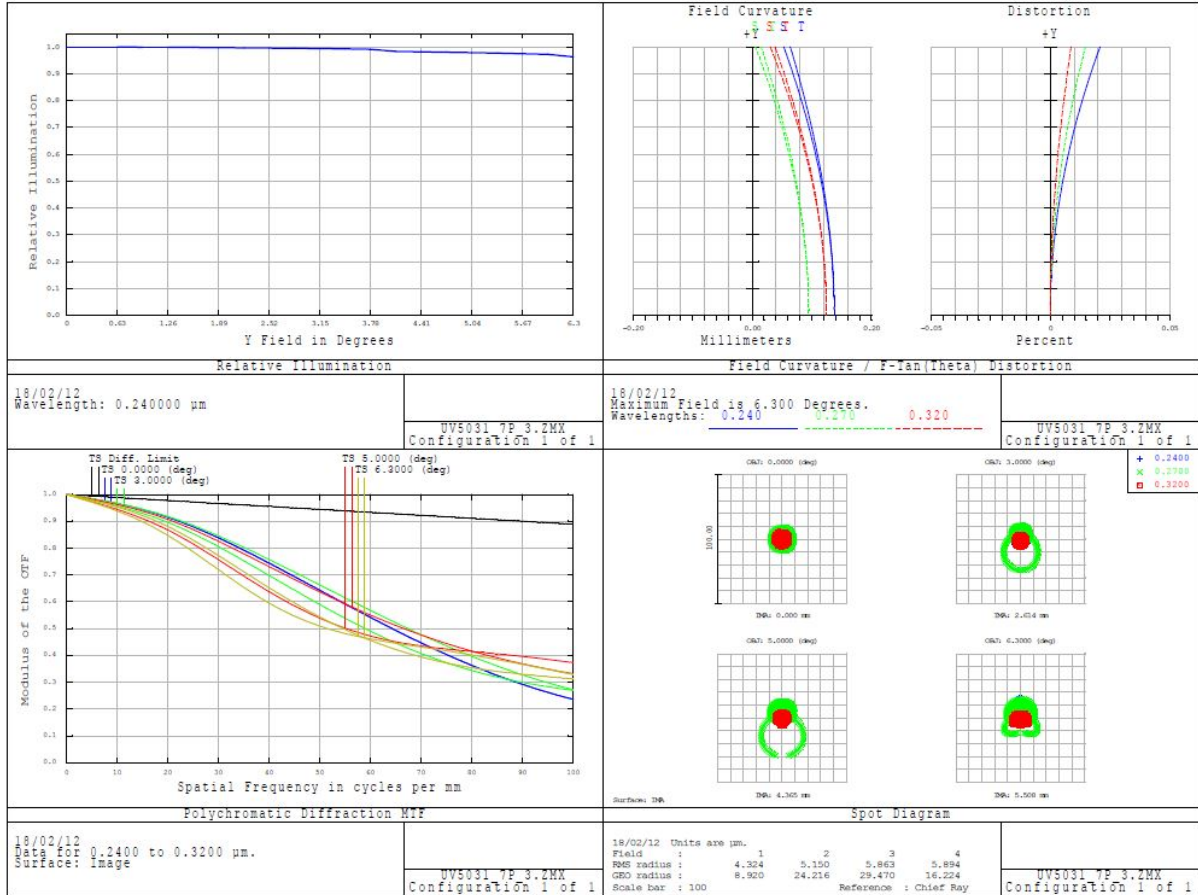 Relative Illumination
1.0
0.9
0.8
0.7
0.6
0.5
0.4
0.3
0.2
0.1
0.0
0 0.63 1.26 1.89 2.52 3.15 3.78 4.41 5.04 5.67 6.3
Y Field in Degrees
Relative Illumination
18/02/12
Wavelength: 0.240000 µm
UV5031_7P_3.ZMX
Configuration 1 of 1
Field Curvature
+Y
-0.20 0.00 0.20
Millimeters
Distortion
+Y
-0.05 0 0.05
Percent
Field Curvature / F-Tan(Theta) Distortion
18/02/12
Maximum Field is 6.300 Degrees.
Wavelengths: 0.240 0.270 0.320
UV5031_7P_3.ZMX
Configuration 1 of 1
TS Diff. Limit
TS 0.0000 (deg)
TS 3.0000 (deg)
TS 5.0000 (deg)
TS 6.3000 (deg)
Modulus of the OTF
1.0
0.9
0.8
0.7
0.6
0.5
0.4
0.3
0.2
0.1
0.0
0 10 20 30 40 50 60 70 80 90 100
Spatial Frequency in cycles per mm
Polychromatic Diffraction MTF
18/02/12
Data for 0.2400 to 0.3200 µm.
Surface: Image
UV5031_7P_3.ZMX
Configuration 1 of 1
OBJ: 0.0000 (deg)
100.00
IMA: 0.000 mm
OBJ: 3.0000 (deg)
IMA: 2.614 mm
0.2400
0.2700
0.3200
OBJ: 5.0000 (deg)
IMA: 4.365 mm
OBJ: 6.3000 (deg)
IMA: 5.508 mm
Surface: IMA
Spot Diagram
18/02/12 Units are µm.
Field : 1 2 3 4
RMS radius : 4.324 5.150 5.863 5.894
GEO radius : 8.920 24.216 29.470 16.224
Scale bar : 100 Reference : Chief Ray
UV5031_7P_3.ZMX
Configuration 1 of 1